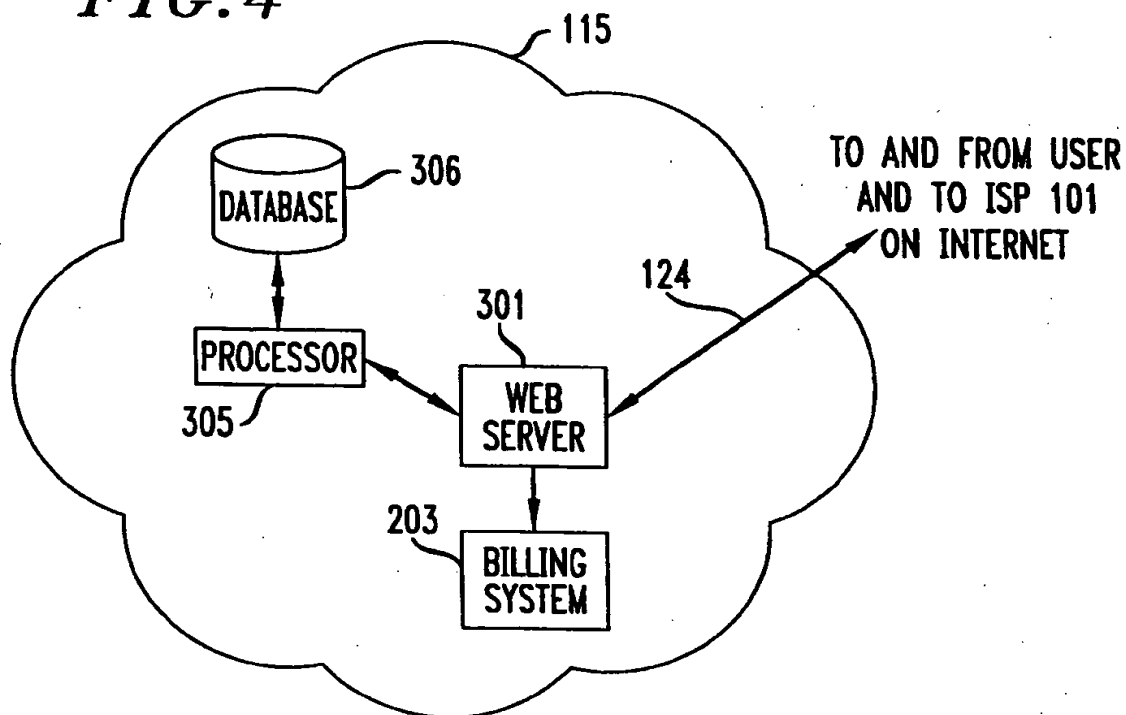 FIG. 4
115
TO AND FROM USER
AND TO ISP 101
ON INTERNET
306
DATABASE
124
301
PROCESSOR
305
WEB
SERVER
203
BILLING
SYSTEM